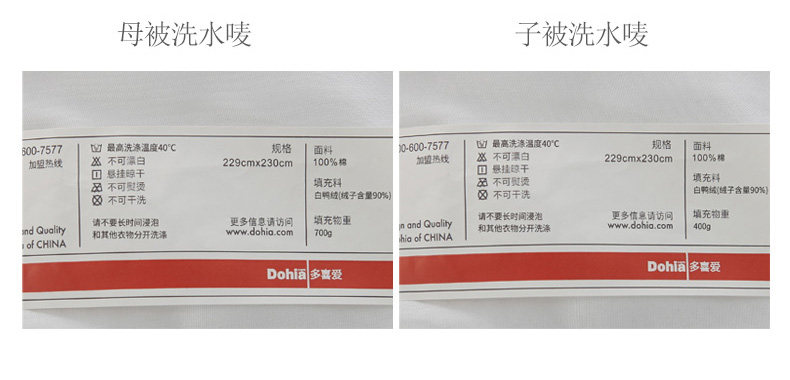 母被洗水唛
600-7577
加盟热线
最高洗涤温度40℃
不可漂白
悬挂晾干
不可熨烫
不可干洗
请不要长时间浸泡
和其他衣物分开洗涤
规格
229cmx230cm
更多信息请访问
www.dohia.com
面料
100%棉
填充料
白鸭绒(绒子含量90%)
填充物重
700g
and Quality
of CHINA
Dohia 多喜爱
子被洗水唛
00-600-7577
加盟热线
最高洗涤温度40℃
不可漂白
悬挂晾干
不可熨烫
不可干洗
请不要长时间浸泡
和其他衣物分开洗涤
规格
229cmx230cm
更多信息请访问
www.dohia.com
面料
100%棉
填充料
白鸭绒(绒子含量90%)
填充物重
400g
gn and Quality
hia of CHINA
Dohia 多喜爱